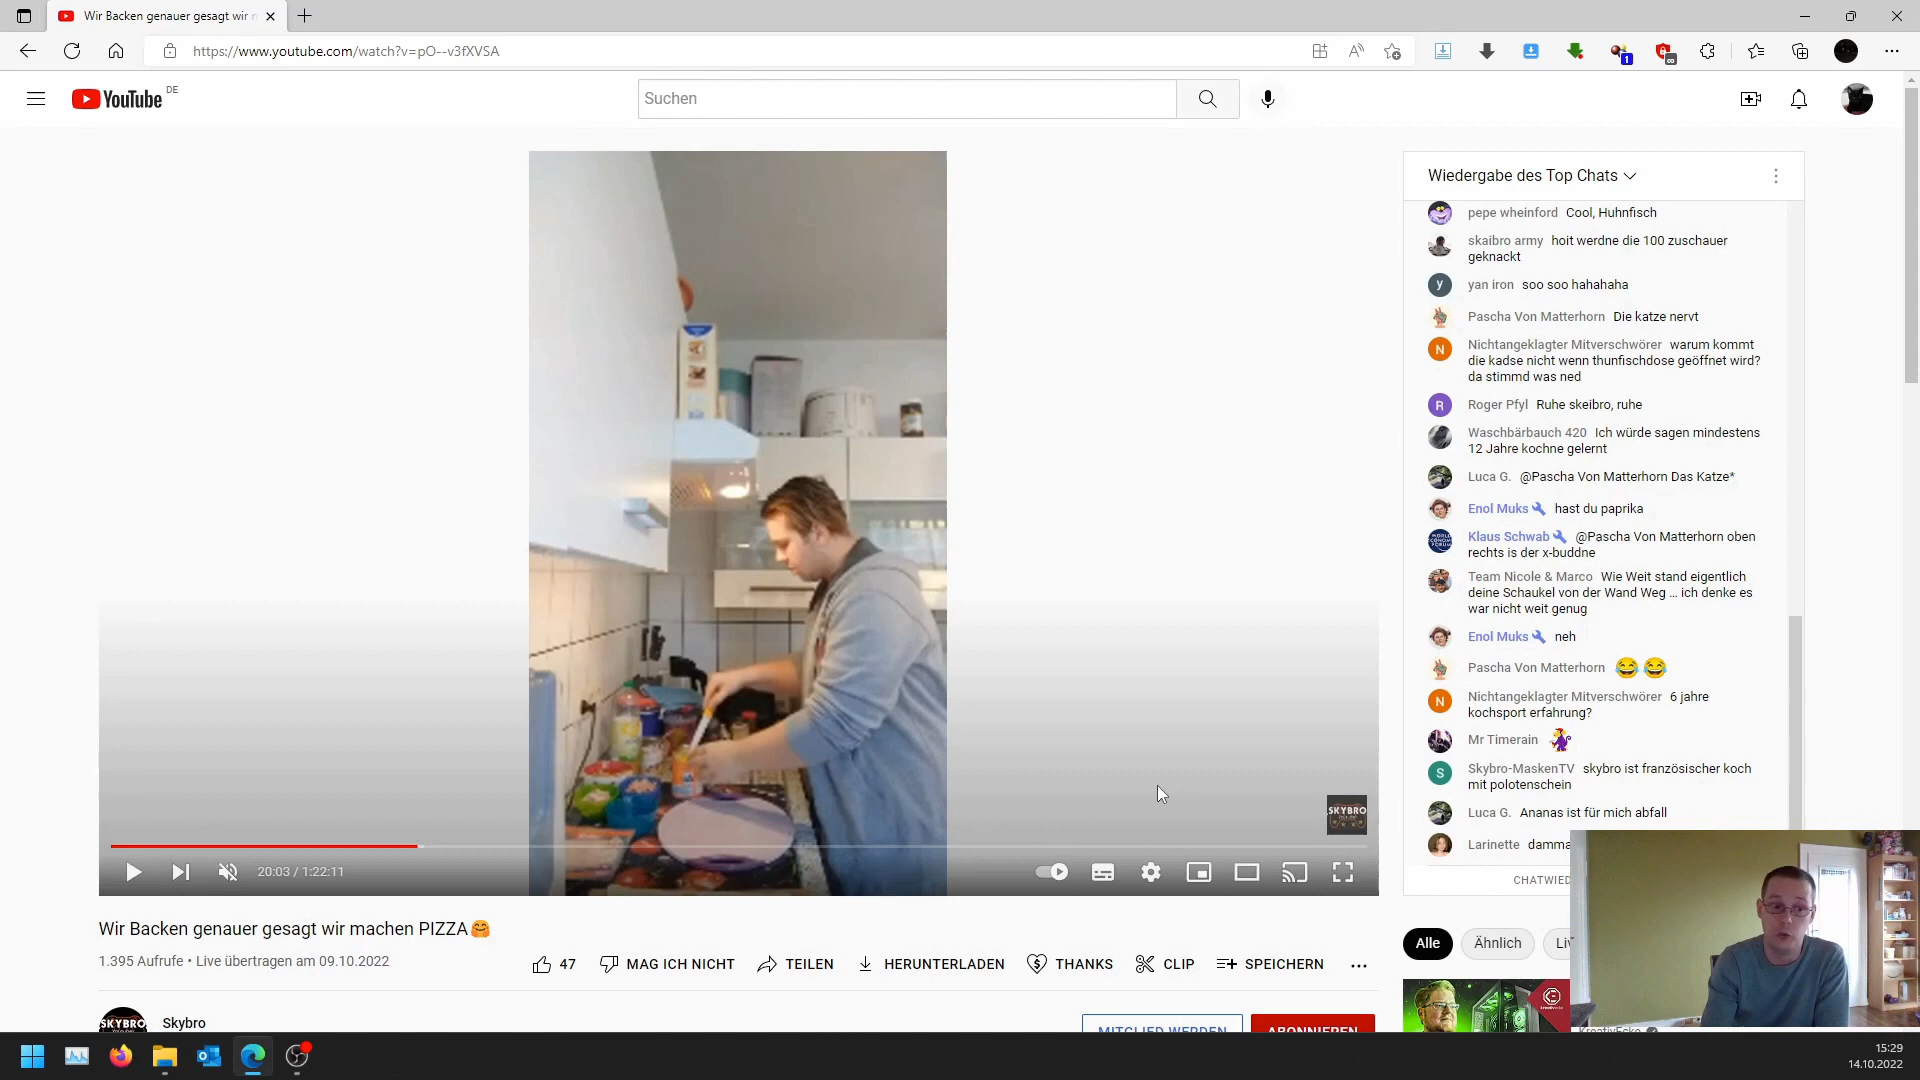 Wir Backen genauer gesagt wir m
https://www.youtube.com/watch?v=pO--v3fXVSA
YouTube DE
Suchen
Wiedergabe des Top Chats
pepe wheinford Cool, Huhnfisch
skaibro army hoit werdne die 100 zuschauer
geknackt
yan iron soo soo hahahaha
Pascha Von Matterhorn Die katze nervt
Nichtangeklagter Mitverschwörer warum kommt
die kadse nicht wenn thunfischdose geöffnet wird?
da stimmd was ned
Roger Pfyl Ruhe skeibro, ruhe
Waschbärbauch 420 Ich würde sagen mindestens
12 Jahre kochne gelernt
Luca G. @Pascha Von Matterhorn Das Katze*
Enol Muks hast du paprika
Klaus Schwab @Pascha Von Matterhorn oben
rechts is der x-buddne
Team Nicole & Marco Wie Weit stand eigentlich
deine Schaukel von der Wand Weg ... ich denke es
war nicht weit genug
Enol Muks neh
Pascha Von Matterhorn 😂😂
Nichtangeklagter Mitverschwörer 6 jahre
kochsport erfahrung?
Mr Timerain
Skybro-MaskenTV skybro ist französischer koch
mit polotenschein
Luca G. Ananas ist für mich abfall
Larinette damma
CHATWIED
SKYBRO
20:03 / 1:22:11
Wir Backen genauer gesagt wir machen PIZZA🤗
1.395 Aufrufe • Live übertragen am 09.10.2022
47 MAG ICH NICHT TEILEN HERUNTERLADEN THANKS CLIP SPEICHERN
Alle Ähnlich Li
SKYBRO
Skybro
MITGLIED WERDEN ABONNIEREN
KreativEcke
15:29
14.10.2022